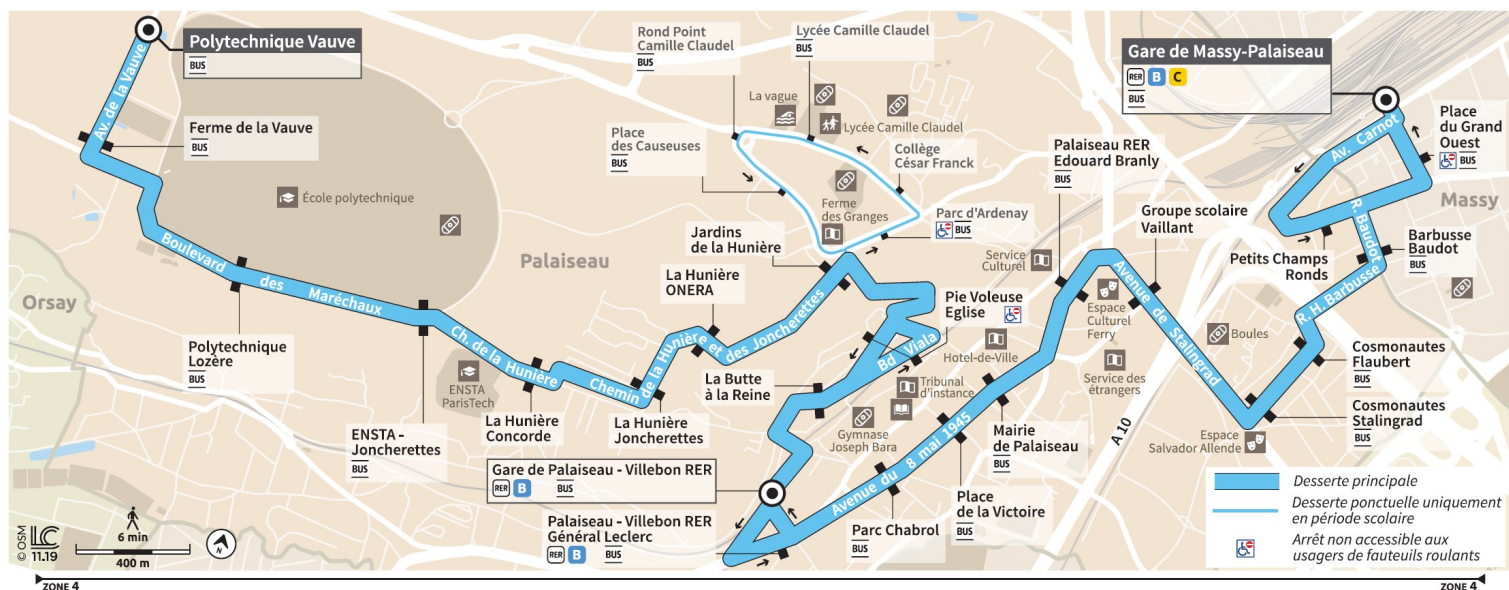 Polytechnique Vauve
BUS
Av. de la Vauve
Ferme de la Vauve
BUS
École polytechnique
Orsay
Palaiseau
Boulevard des Maréchaux
Polytechnique
Lozère
BUS
ENSTA -
Joncherettes
BUS
ENSTA
ParisTech
Ch. de la Hunière
La Hunière
Concorde
Chemin de la Hunière et des Joncherettes
La Hunière
Joncherettes
La Hunière
ONERA
Jardins
de la Hunière
Rond Point
Camille Claudel
BUS
Lycée Camille Claudel
BUS
La vague
Lycée Camille Claudel
Place
des Causeuses
BUS
Collège
César Franck
Ferme
des Granges
Parc d'Ardenay
BUS
Pie Voleuse
Eglise
Bd Viala
La Butte
à la Reine
Hotel-de-Ville
Tribunal
d'instance
Gymnase
Joseph Bara
Gare de Palaiseau - Villebon RER
RER B BUS
Palaiseau - Villebon RER
Général Leclerc
RER B BUS
Avenue du 8 mai 1945
Parc Chabrol
BUS
Place
de la Victoire
BUS
Mairie
de Palaiseau
BUS
Service
Culturel
Palaiseau RER
Edouard Branly
BUS
Espace
Culturel
Ferry
Service des
étrangers
A 10
Groupe scolaire
Vaillant
Avenue de Stalingrad
Boules
Espace
Salvador Allende
Cosmonautes
Stalingrad
BUS
Cosmonautes
Flaubert
BUS
R. H. Barbusse
Barbusse
Baudot
BUS
R. Baudot
Petits Champs
Ronds
Av. Carnot
Gare de Massy-Palaiseau
RER B C
BUS
Place
du Grand
Ouest
BUS
Massy
Desserte principale
Desserte ponctuelle uniquement
en période scolaire
Arrêt non accessible aux
usagers de fauteuils roulants
© OSM
LC
11.19
6 min
400 m
N
ZONE 4
ZONE 4